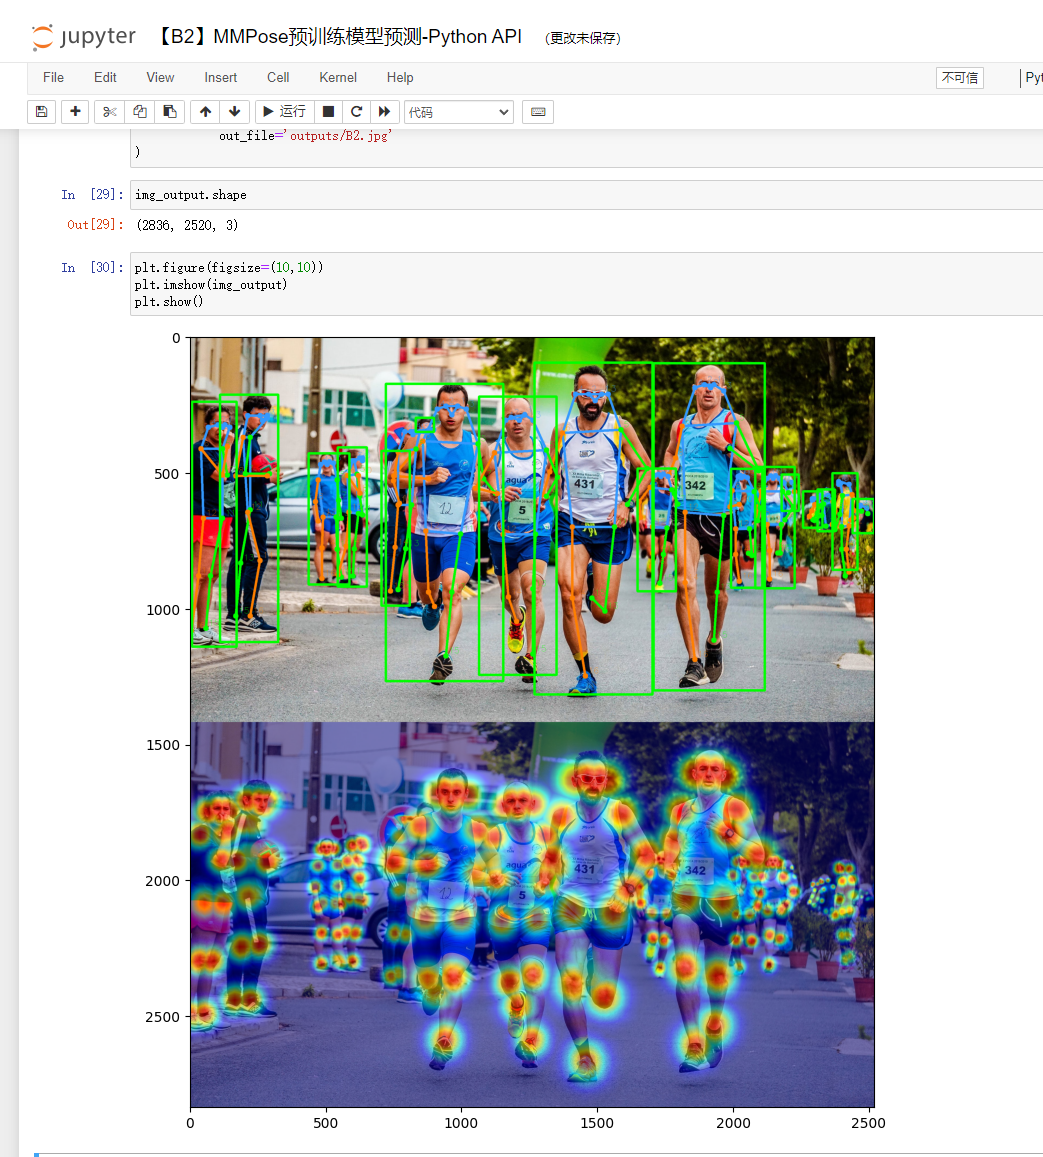 jupyter 【B2】MMPose预训练模型预测-Python API (更改未保存)
File Edit View Insert Cell Kernel Help 不可信
运行 代码
out_file='outputs/B2.jpg'
)
In [29]: img_output.shape
Out[29]: (2836, 2520, 3)
In [30]: plt.figure(figsize=(10,10))
plt.imshow(img_output)
plt.show()
0
500
1000
1500
2000
2500
12
5
431
342
agua
12
5
431
342
agua
0 500 1000 1500 2000 2500